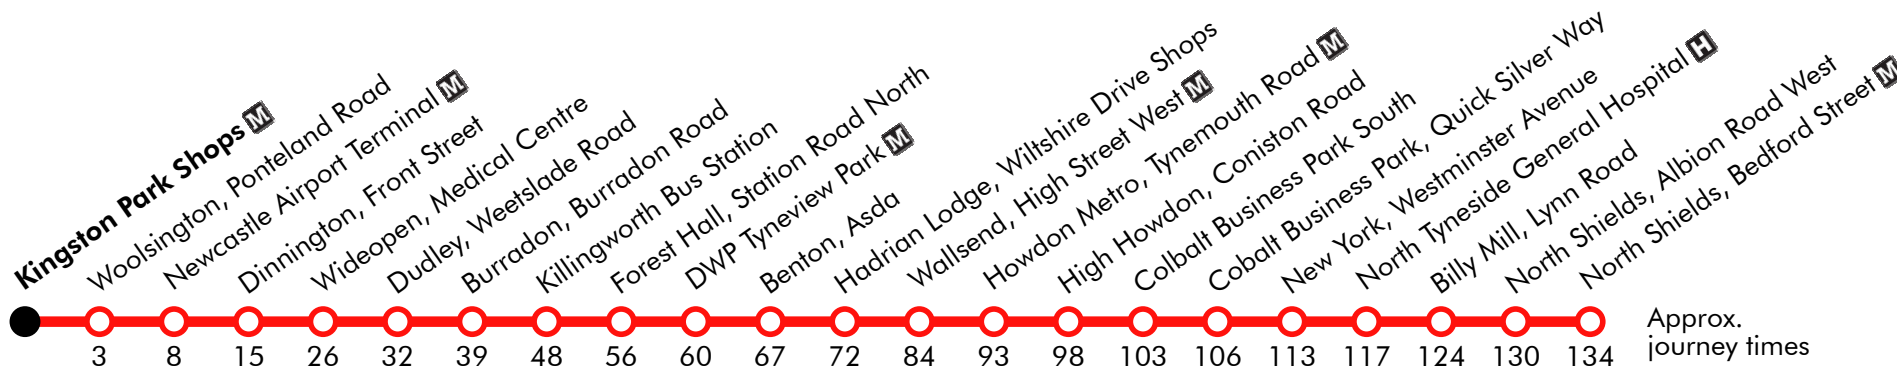 Kingston Park Shops M
Woolsington, Ponteland Road
Newcastle Airport Terminal M
Dinnington, Front Street
Wideopen, Medical Centre
Dudley, Weetslade Road
Burradon, Burradon Road
Killingworth Bus Station
Forest Hall, Station Road North
DWP Tyneview Park M
Benton, Asda
Hadrian Lodge, Wiltshire Drive Shops
Wallsend, High Street West M
Howdon Metro, Tynemouth Road M
High Howdon, Coniston Road
Colbalt Business Park South
Cobalt Business Park, Quick Silver Way
New York, Westminster Avenue
North Tyneside General Hospital H
Billy Mill, Lynn Road
North Shields, Albion Road West
North Shields, Bedford Street M
3 8 15 26 32 39 48 56 60 67 72 84 93 98 103 106 113 117 124 130 134
Approx.
journey times